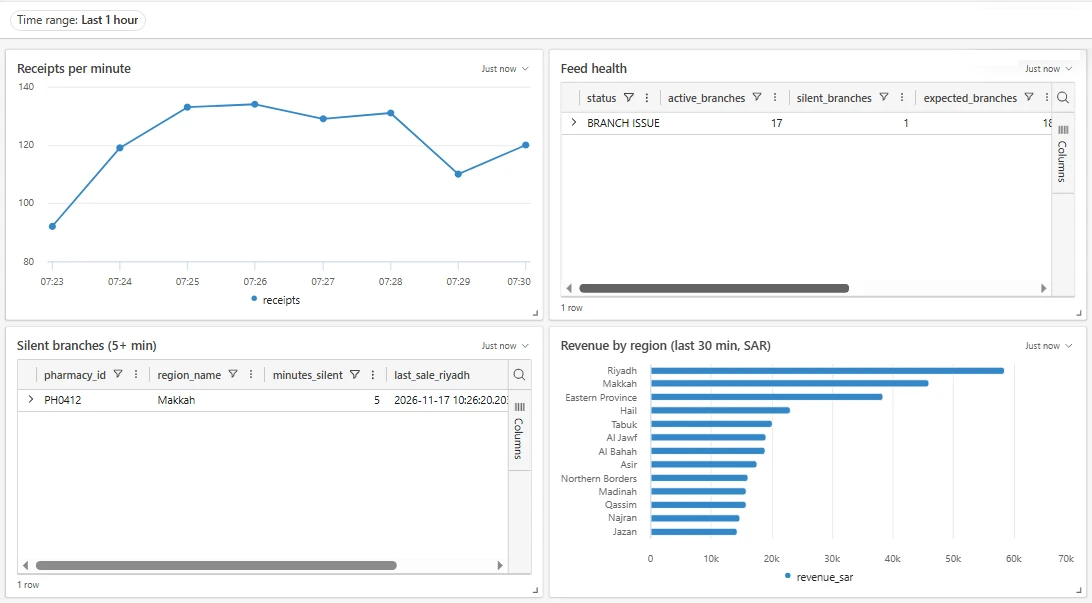 Time range: Last 1 hour
Receipts per minute
Just now
140
120
100
80
07:23 07:24 07:25 07:26 07:27 07:28 07:29 07:30
receipts
Feed health
Just now
status active_branches silent_branches expected_branches
BRANCH ISSUE 17 1 18
Columns
1 row
Silent branches (5+ min)
Just now
pharmacy_id region_name minutes_silent last_sale_riyadh
PH0412 Makkah 5 2026-11-17 10:26:20.20
Columns
1 row
Revenue by region (last 30 min, SAR)
Just now
Riyadh
Makkah
Eastern Province
Hail
Tabuk
Al Jawf
Al Bahah
Asir
Northern Borders
Madinah
Qassim
Najran
Jazan
0 10k 20k 30k 40k 50k 60k 70k
revenue_sar